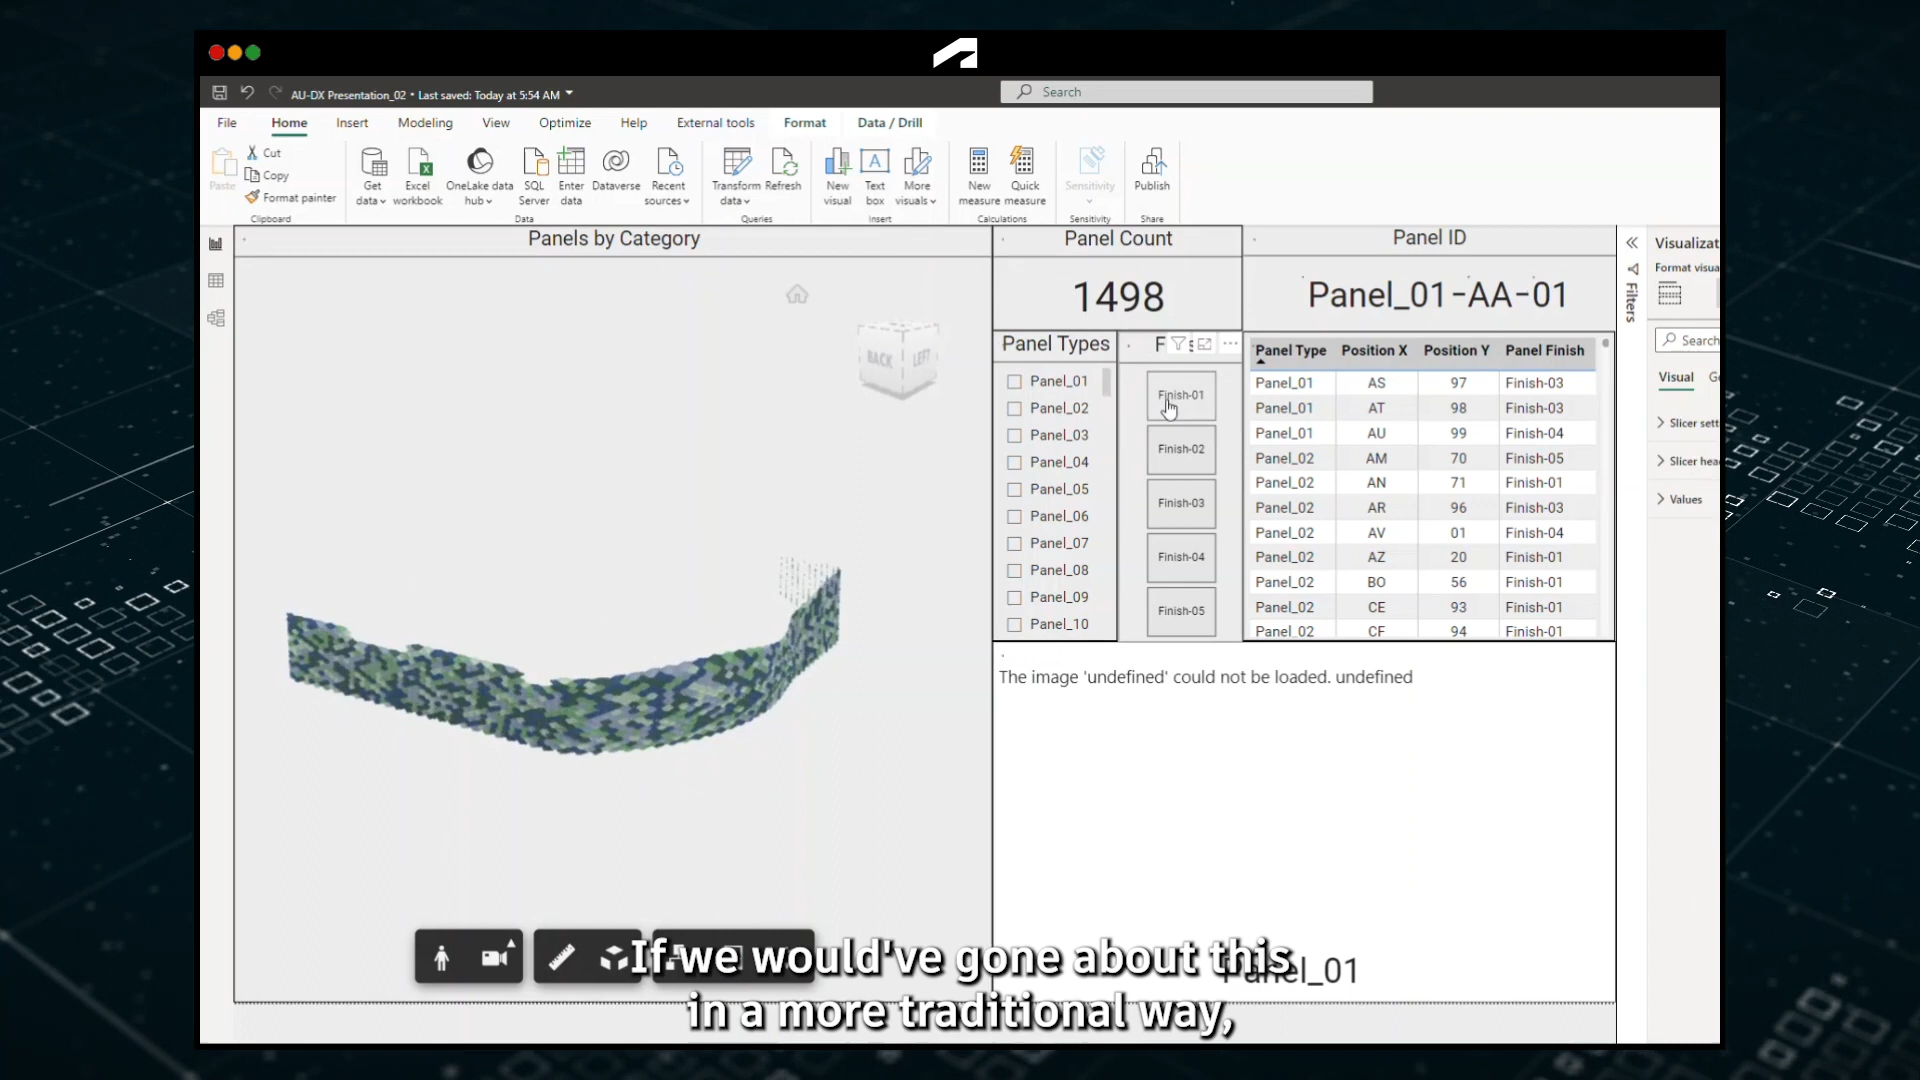 AU-DX Presentation_02 • Last saved: Today at 5:54 AM
Search
File Home Insert Modeling View Optimize Help External tools Format Data / Drill
Paste
Cut
Copy
Format painter
Clipboard
Get data
Excel workbook
OneLake data hub
SQL Server
Enter data
Dataverse
Recent sources
Data
Transform data
Refresh
Queries
New visual
Text box
More visuals
Insert
New measure
Quick measure
Calculations
Sensitivity
Sensitivity
Publish
Share
Panels by Category
BACK LEFT
Panel Count
1498
Panel ID
Panel_01-AA-01
Panel Types
Panel_01
Panel_02
Panel_03
Panel_04
Panel_05
Panel_06
Panel_07
Panel_08
Panel_09
Panel_10
Finish-01
Finish-02
Finish-03
Finish-04
Finish-05
Panel Type Position X Position Y Panel Finish
Panel_01 AS 97 Finish-03
Panel_01 AT 98 Finish-03
Panel_01 AU 99 Finish-04
Panel_02 AM 70 Finish-05
Panel_02 AN 71 Finish-01
Panel_02 AR 96 Finish-03
Panel_02 AV 01 Finish-04
Panel_02 AZ 20 Finish-01
Panel_02 BO 56 Finish-01
Panel_02 CE 93 Finish-01
Panel_02 CF 94 Finish-01
The image 'undefined' could not be loaded. undefined
Panel_01
Filters
Visualizat
Format visua
Search
Visual
Slicer sett
Slicer hea
Values
If we would've gone about this
in a more traditional way,